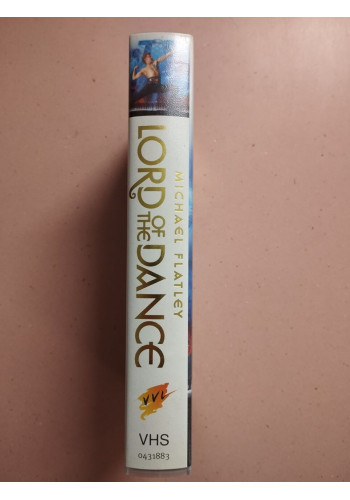 MICHAEL FLATLEY
LORD
OF
THE
DANCE
VVL
VHS
0431883